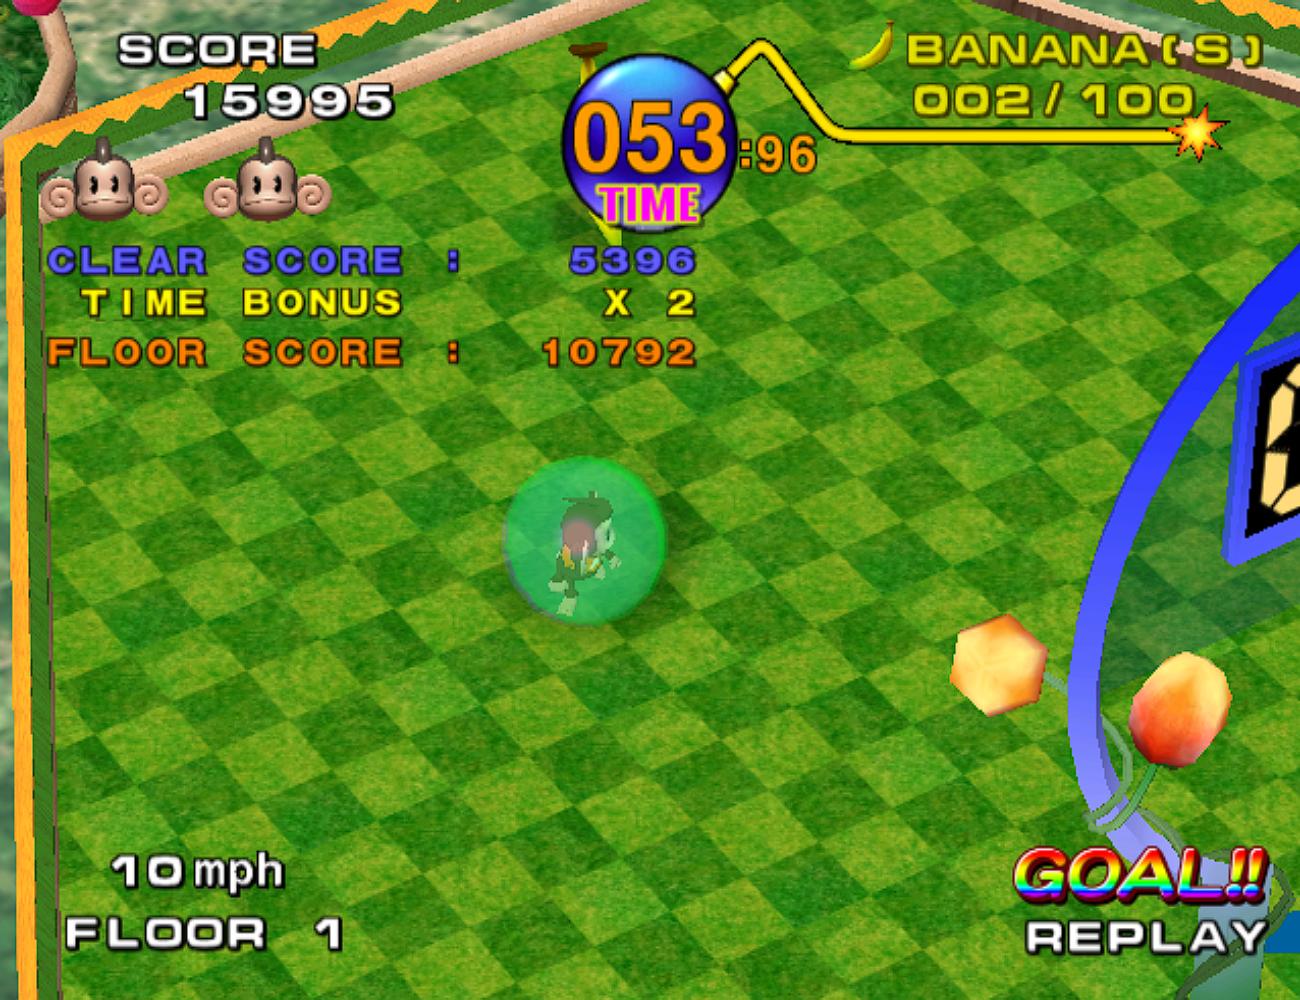 SCORE
15995
053:96
TIME
BANANA(S)
002/100
CLEAR SCORE : 5396
TIME BONUS X 2
FLOOR SCORE : 10792
10mph
FLOOR 1
GOAL!!
REPLAY